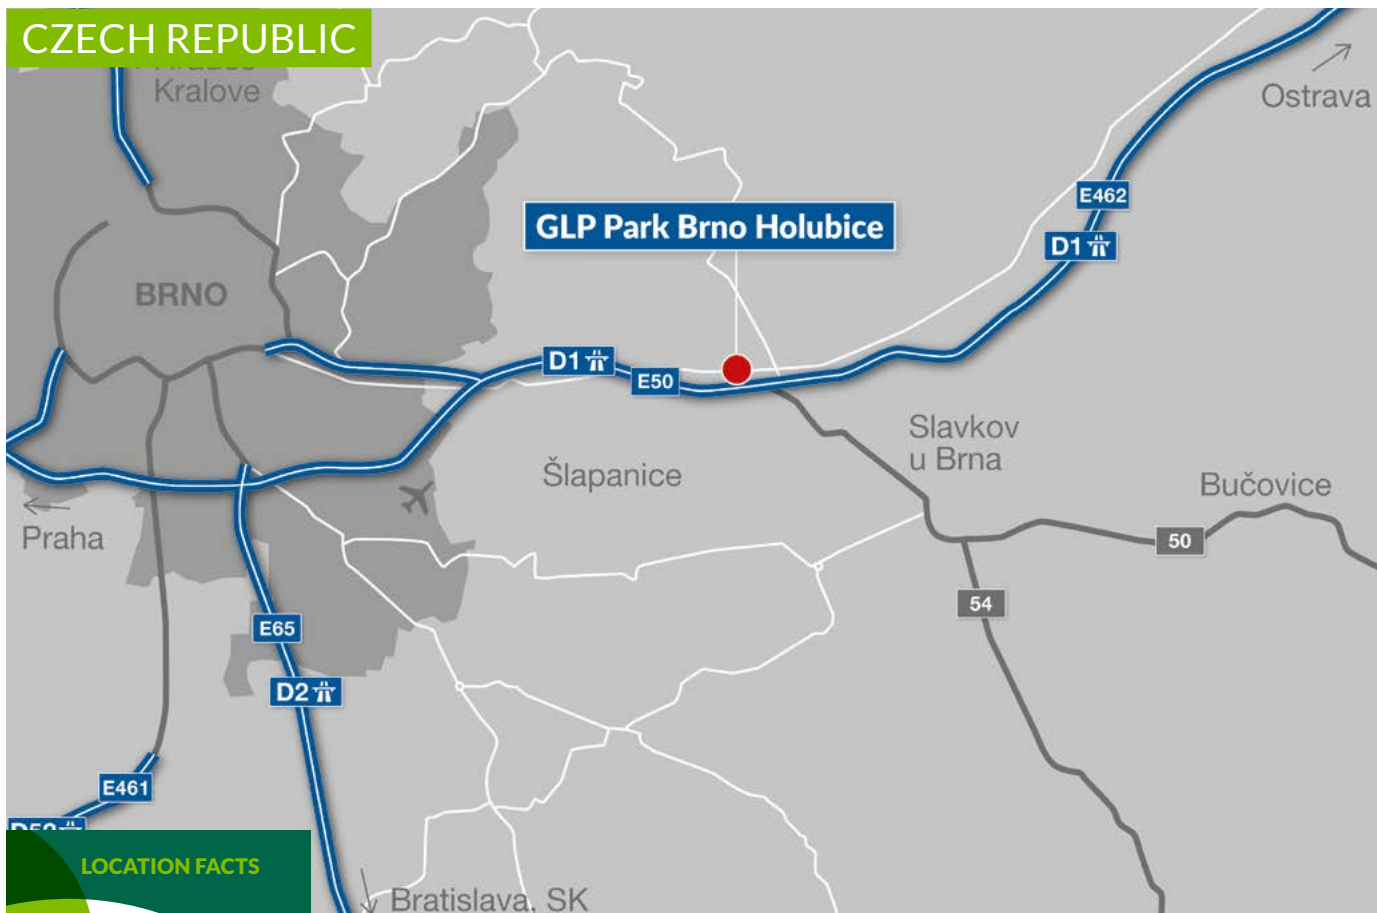 CZECH REPUBLIC
Kralove
Ostrava
E462
GLP Park Brno Holubice
D1
BRNO
D1
E50
Slavkov
u Brna
Šlapanice
Bučovice
Praha
50
54
E65
D2
E461
LOCATION FACTS
Bratislava, SK